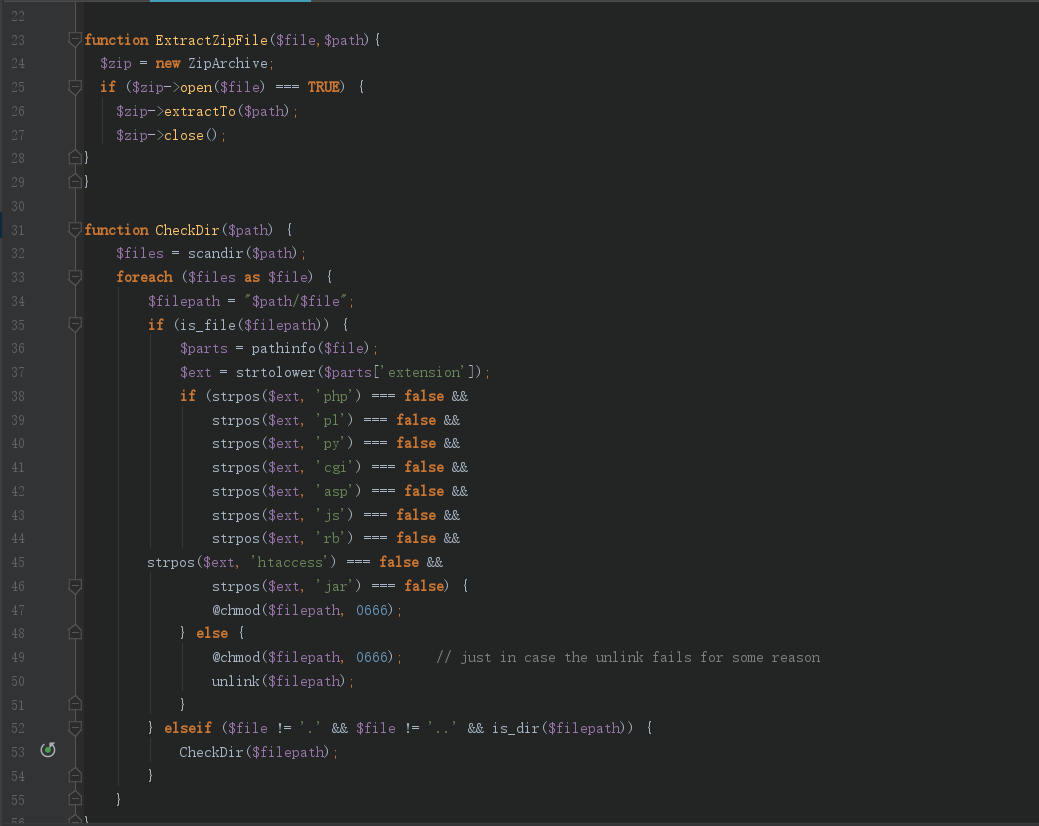 22
23 function ExtractZipFile($file,$path){
24 $zip = new ZipArchive;
25 if ($zip->open($file) === TRUE) {
26 $zip->extractTo($path);
27 $zip->close();
28 }
29 }
30
31 function CheckDir($path) {
32 $files = scandir($path);
33 foreach ($files as $file) {
34 $filepath = "$path/$file";
35 if (is_file($filepath)) {
36 $parts = pathinfo($file);
37 $ext = strtolower($parts['extension']);
38 if (strpos($ext, 'php') === false &&
39 strpos($ext, 'pl') === false &&
40 strpos($ext, 'py') === false &&
41 strpos($ext, 'cgi') === false &&
42 strpos($ext, 'asp') === false &&
43 strpos($ext, 'js') === false &&
44 strpos($ext, 'rb') === false &&
45 strpos($ext, 'htaccess') === false &&
46 strpos($ext, 'jar') === false) {
47 @chmod($filepath, 0666);
48 } else {
49 @chmod($filepath, 0666); // just in case the unlink fails for some reason
50 unlink($filepath);
51 }
52 } elseif ($file != '.' && $file != '..' && is_dir($filepath)) {
53 CheckDir($filepath);
54 }
55 }
56 }